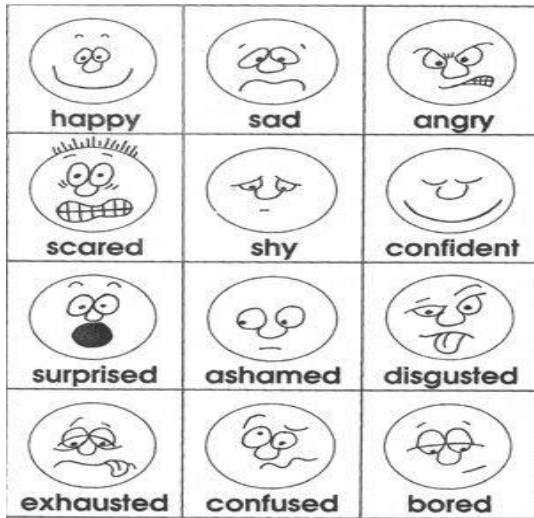 happy sad angry
scared shy confident
surprised ashamed disgusted
exhausted confused bored